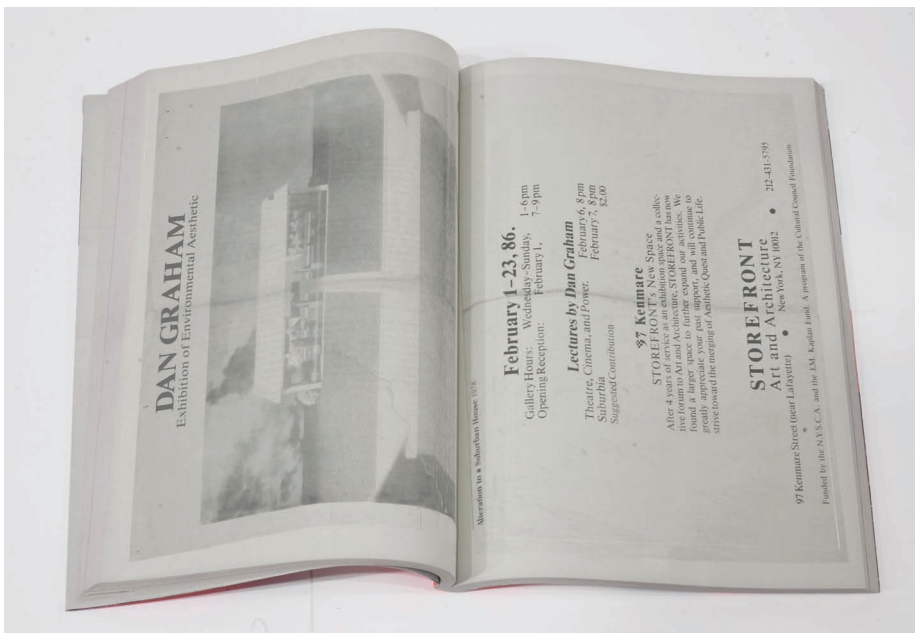 DAN GRAHAM
Exhibition of Environmental Aesthetic
Alteration to a Suburban House 1978
February 1-23, 86.
Gallery Hours: Wednesday-Sunday, 1-6pm
Opening Reception: February 1, 7-9pm
Lectures by Dan Graham
Theatre, Cinema, and Power. February 6, 8pm
Suburbia February 7, 8pm
Suggested Contribution $2.00
97 Kenmare
STOREFRONT's New Space
After 4 years of service as an exhibition space and a collec-
tive forum to Art and Architecture, STOREFRONT has now
found a larger space to further expand our activities. We
greatly appreciate your past support, and will continue to
strive toward the merging of Aesthetic Quest and Public Life.
STOREFRONT
Art and Architecture
97 Kenmare Street (near Lafayette) • New York, NY 10012 • 212-431-5795
Funded by the N.Y.S.C.A. and the J.M. Kaplan Fund. A program of the Cultural Council Foundation.